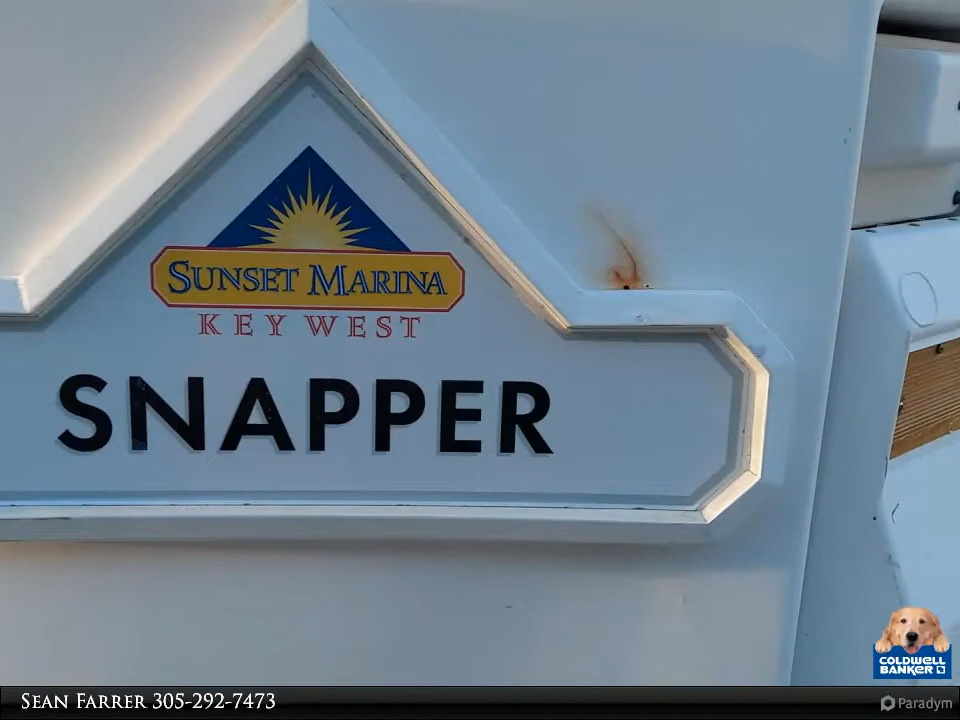 SUNSET MARINA
KEY WEST
SNAPPER
COLDWELL
BANKER
SEAN FARRER 305-292-7473
Paradym